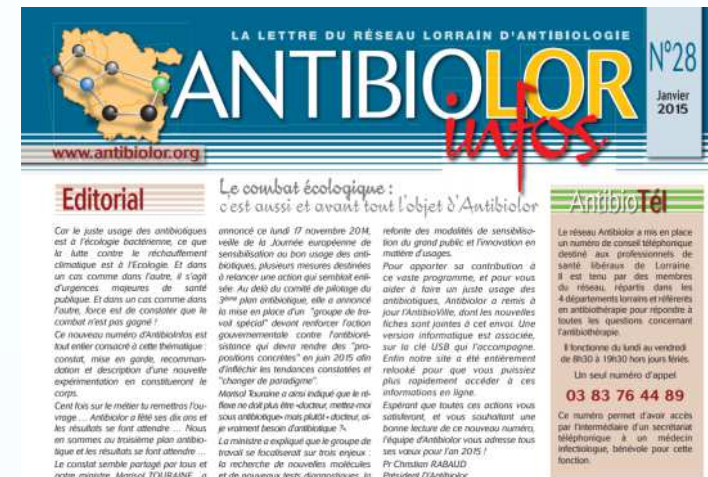 LA LETTRE DU RÉSEAU LORRAIN D'ANTIBIOLOGIE
ANTIBIOLOR
infos
N°28
Janvier
2015
www.antibiolor.org
Editorial
Le combat écologique :
c'est aussi et avant tout l'objet d'Antibiolor
Car le juste usage des antibiotiques
est à l'écologie bactérienne, ce que
la lutte contre le réchauffement
climatique est à l'Ecologie. Et dans
un cas comme dans l'autre, il s'agit
d'urgences majeures de santé
publique. Et dans un cas comme dans
l'autre, force est de constater que le
combat n'est pas gagné !
Ce nouveau numéro d'AntibioInfos est
tout entier consacré à cette thématique :
constat, mise en garde, recomman-
dation et description d'une nouvelle
expérimentation en constitueront le
corps.
Cent fois sur le métier tu remettras l'ou-
vrage ... Antibiolor a fêté ses dix ans et
les résultats se font attendre ... Nous
en sommes au troisième plan antibio-
tique et les résultats se font attendre ...
Le constat semble partagé par tous et
notre ministre, Marisol TOURAINE, a
annoncé ce lundi 17 novembre 2014,
veille de la Journée européenne de
sensibilisation au bon usage des anti-
biotiques, plusieurs mesures destinées
à relancer une action qui semblait enli-
sée. Au delà du comité de pilotage du
3ème plan antibiotique, elle a annoncé
la mise en place d'un "groupe de tra-
vail spécial" devant renforcer l'action
gouvernementale contre l'antibioré-
sistance qui devra rendre des "pro-
positions concrètes" en juin 2015 afin
d'infléchir les tendances constatées et
"changer de paradigme".
Marisol Touraine a ainsi indiqué que le ré-
flexe ne doit plus être «docteur, mettez-moi
sous antibiotique» mais plutôt « docteur, ai-
je vraiment besoin d'antibiotique ?».
La ministre a expliqué que le groupe de
travail se focaliserait sur trois enjeux :
la recherche de nouvelles molécules
et de nouveaux tests diagnostiques, la
refonte des modalités de sensibilisa-
tion du grand public et l'innovation en
matière d'usages.
Pour apporter sa contribution à
ce vaste programme, et pour vous
aider à faire un juste usage des
antibiotiques, Antibiolor a remis à
jour l'AntibioVille, dont les nouvelles
fiches sont jointes à cet envoi. Une
version informatique est associée,
sur la clé USB qui l'accompagne.
Enfin notre site a été entièrement
relooké pour que vous puissiez
plus rapidement accéder à ces
informations en ligne.
Espérant que toutes ces actions vous
satisferont, et vous souhaitant une
bonne lecture de ce nouveau numéro,
l'équipe d'Antibiolor vous adresse tous
ses vœux pour l'an 2015 !
Pr Christian RABAUD
Président D'Antibiolor
AntibioTél
Le réseau Antibiolor a mis en place
un numéro de conseil téléphonique
destiné aux professionnels de
santé libéraux de Lorraine.
Il est tenu par des membres
du réseau, répartis dans les
4 départements lorrains et référents
en antibiothérapie pour répondre à
toutes les questions concernant
l'antibiothérapie.
Il fonctionne du lundi au vendredi
de 8h30 à 19h30 hors jours fériés.
Un seul numéro d'appel
03 83 76 44 89
Ce numéro permet d'avoir accès
par l'intermédiaire d'un secrétariat
téléphonique à un médecin
infectiologue, bénévole pour cette
fonction.